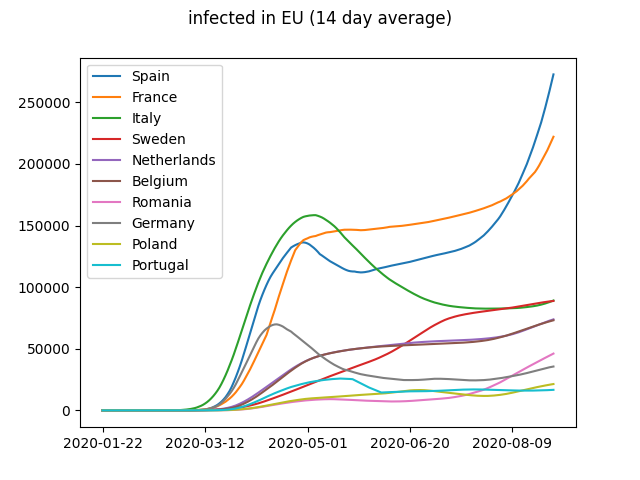 infected in EU (14 day average)
250000
200000
150000
100000
50000
0
Spain
France
Italy
Sweden
Netherlands
Belgium
Romania
Germany
Poland
Portugal
2020-01-22 2020-03-12 2020-05-01 2020-06-20 2020-08-09